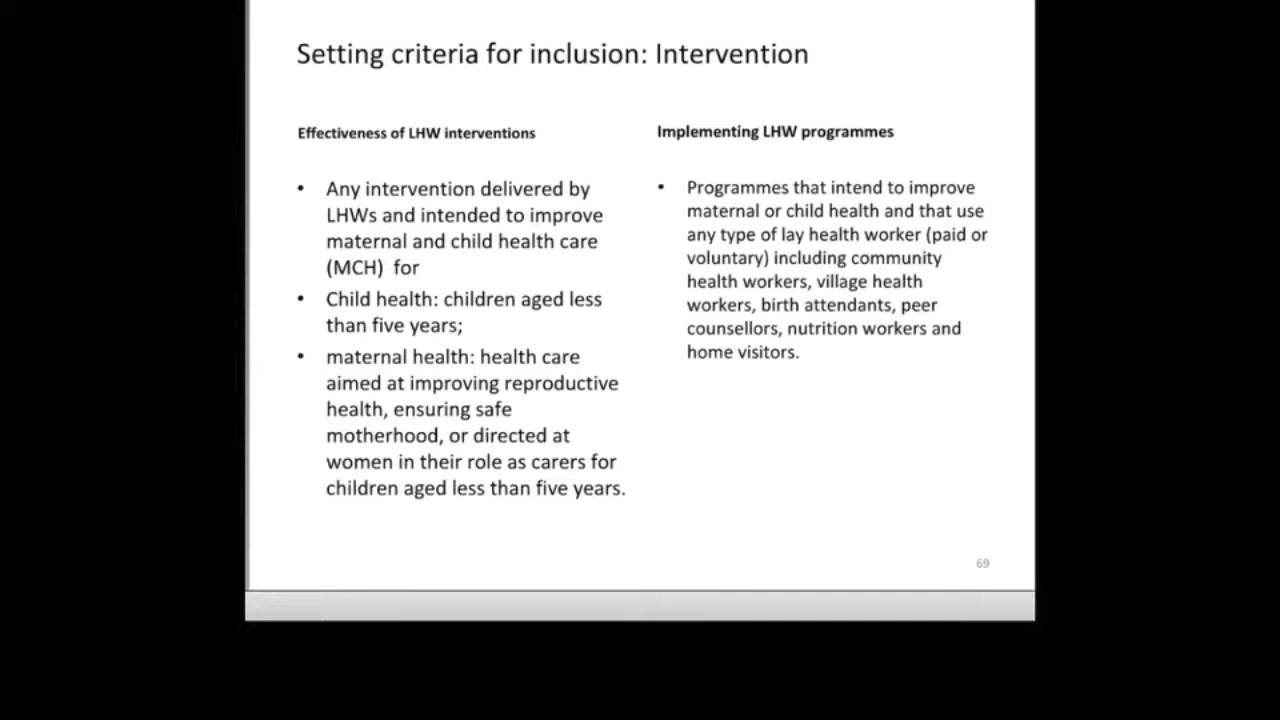 Setting criteria for inclusion: Intervention
Effectiveness of LHW interventions
• Any intervention delivered by
LHWs and intended to improve
maternal and child health care
(MCH) for
• Child health: children aged less
than five years;
• maternal health: health care
aimed at improving reproductive
health, ensuring safe
motherhood, or directed at
women in their role as carers for
children aged less than five years.
Implementing LHW programmes
• Programmes that intend to improve
maternal or child health and that use
any type of lay health worker (paid or
voluntary) including community
health workers, village health
workers, birth attendants, peer
counsellors, nutrition workers and
home visitors.
69